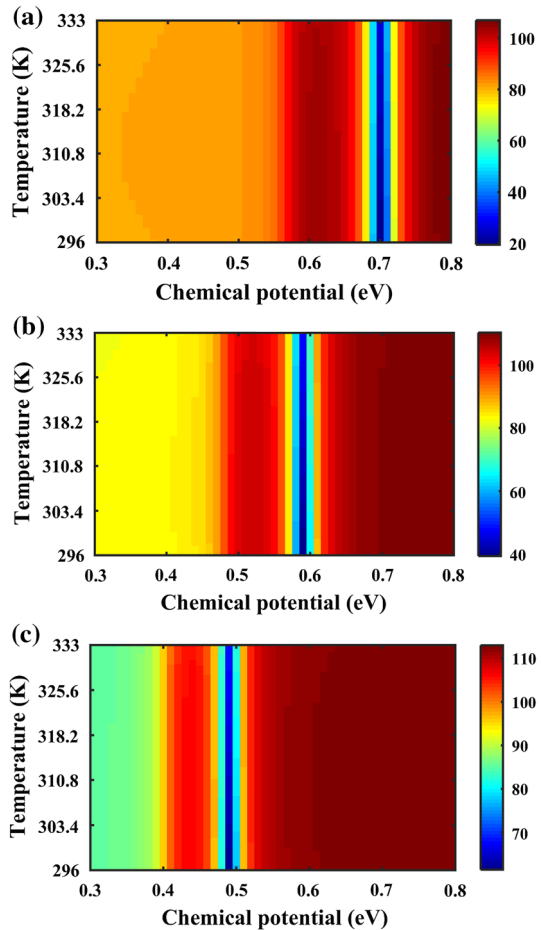 (a)
Temperature (K)
333
325.6
318.2
310.8
303.4
296
0.3 0.4 0.5 0.6 0.7 0.8
Chemical potential (eV)
100
80
60
40
20
(b)
Temperature (K)
333
325.6
318.2
310.8
303.4
296
0.3 0.4 0.5 0.6 0.7 0.8
Chemical potential (eV)
100
80
60
40
(c)
Temperature (K)
333
325.6
318.2
310.8
303.4
296
0.3 0.4 0.5 0.6 0.7 0.8
Chemical potential (eV)
110
100
90
80
70